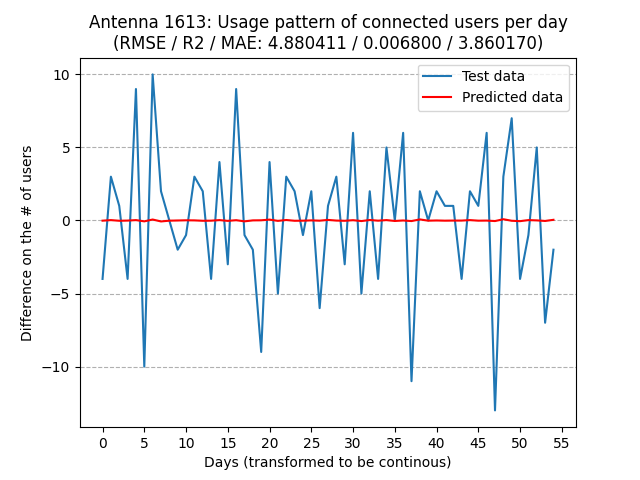 Antenna 1613: Usage pattern of connected users per day
(RMSE / R2 / MAE: 4.880411 / 0.006800 / 3.860170)
Test data
Predicted data
10
5
0
−5
−10
Difference on the # of users
0 5 10 15 20 25 30 35 40 45 50 55
Days (transformed to be continous)